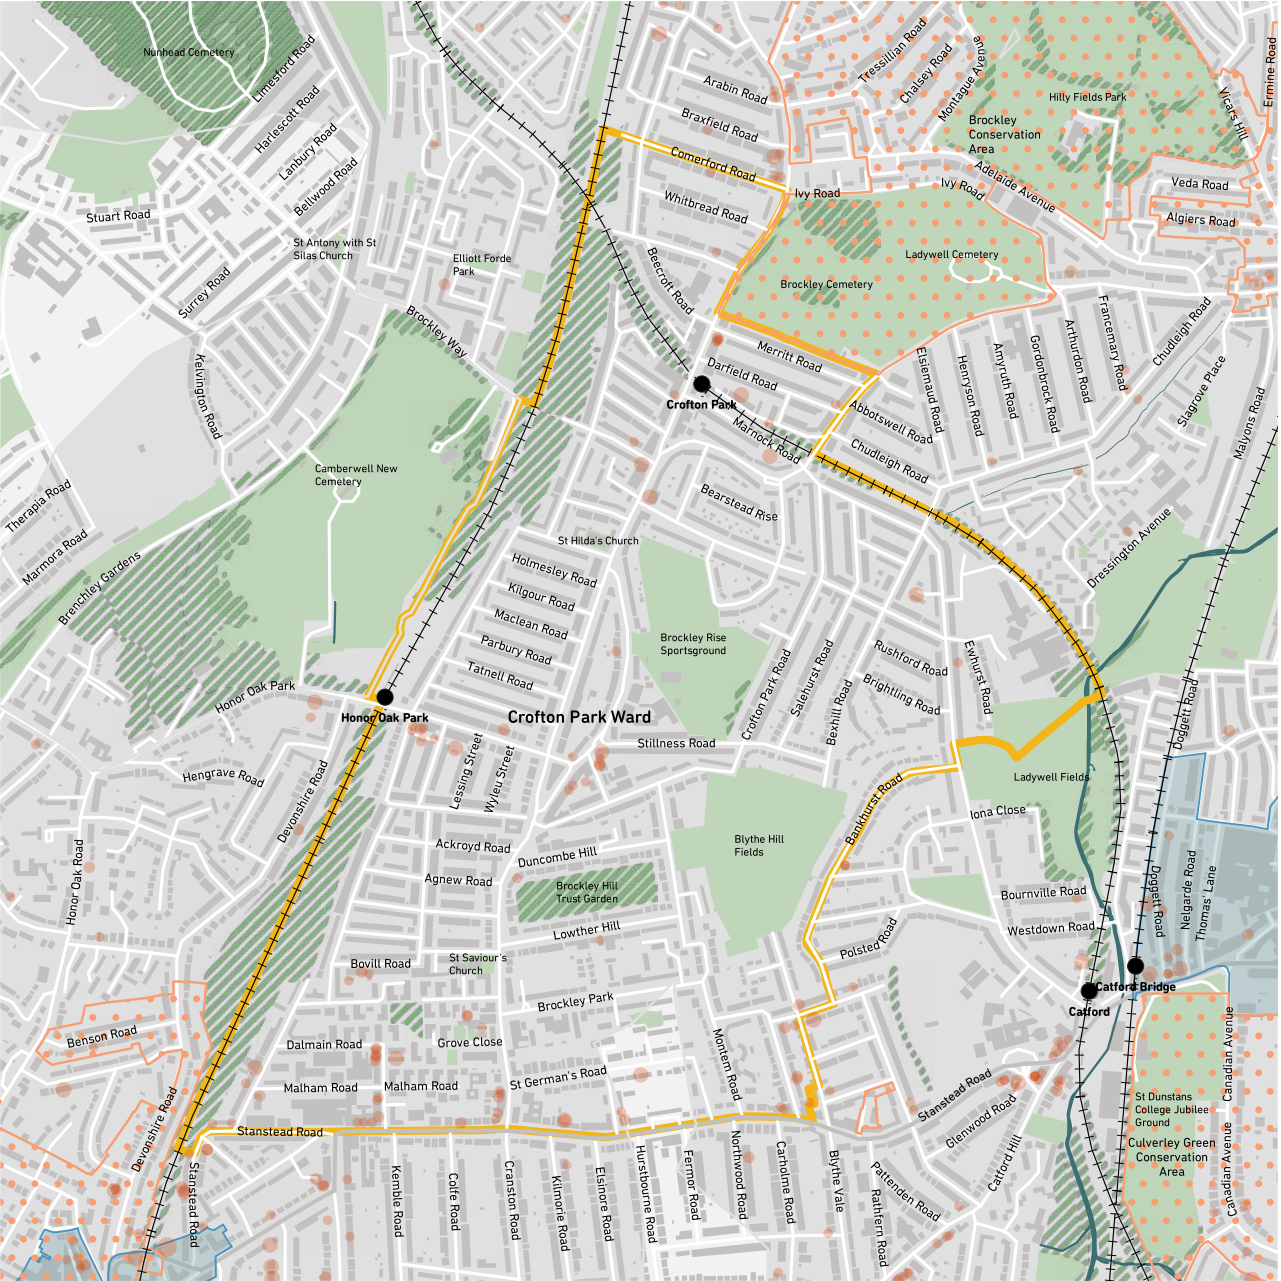 Nunhead Cemetery
Limesford Road
Harlescott Road
Lanbury Road
Bellwood Road
Stuart Road
St Antony with St
Silas Church
Surrey Road
Elliott Forde
Park
Brockley Way
Kelvington Road
Arabin Road
Braxfield Road
Comerford Road
Whitbread Road
Beecroft Road
Tressillian Road
Chalsey Road
Montague Avenue
Hilly Fields Park
Brockley
Conservation
Area
Vicars Hill
Ermine Road
Ivy Road
Ivy Road
Adelaide Avenue
Veda Road
Algiers Road
Ladywell Cemetery
Brockley Cemetery
Merritt Road
Darfield Road
Crofton Park
Marnock Road
Abbotswell Road
Chudleigh Road
Elsiemaud Road
Henryson Road
Amyruth Road
Gordonbrock Road
Arthurdon Road
Francemary Road
Chudleigh Road
Slagrove Place
Malyons Road
Camberwell New
Cemetery
Therapia Road
Marmora Road
Brenchley Gardens
Bearstead Rise
St Hilda's Church
Holmesley Road
Kilgour Road
Maclean Road
Parbury Road
Tatnell Road
Dressington Avenue
Brockley Rise
Sportsground
Crofton Park Road
Salehurst Road
Bexhill Road
Rushford Road
Brightling Road
Ewhurst Road
Honor Oak Park
Honor Oak Park
Crofton Park Ward
Stillness Road
Doggett Road
Ladywell Fields
Hengrave Road
Devonshire Road
Lessing Street
Wyleu Street
Bankhurst Road
Iona Close
Honor Oak Road
Ackroyd Road
Agnew Road
Duncombe Hill
Brockley Hill
Trust Garden
Blythe Hill
Fields
Lowther Hill
Bournville Road
Westdown Road
Doggett Road
Nelgarde Road
Thomas' Lane
Polsted Road
Bovill Road
St Saviour's
Church
Catford Bridge
Catford
Brockley Park
Benson Road
Dalmain Road
Grove Close
Malham Road
Malham Road
St German's Road
Montem Road
Stanstead Road
Glenwood Road
Canadian Avenue
St Dunstans
College Jubilee
Ground
Culverley Green
Conservation
Area
Canadian Avenue
Devonshire Road
Stanstead Road
Stanstead Road
Kemble Road
Colfe Road
Cranston Road
Kilmorie Road
Elsinore Road
Hurstbourne Road
Fermor Road
Northwood Road
Carholme Road
Blythe Vale
Pattenden Road
Rathfern Road
Catford Hill